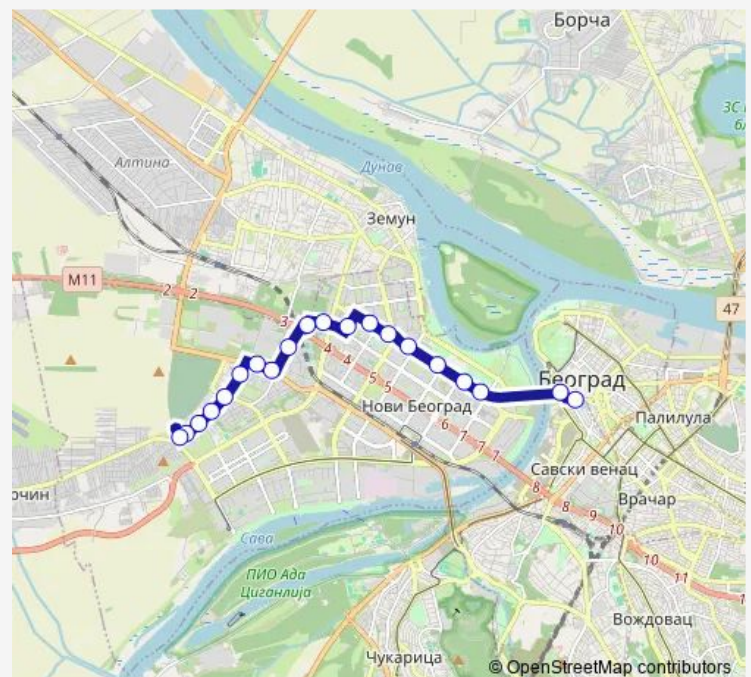 Борча
ЗС
Дунав
Алтина
Земун
M11
2
2
3
47
4
4
Београд
5
5
Нови Београд
Палилула
6
7
7
7
Савски венац
очин
8
Врачар
8
9
10
10
11
Сава
ПИО Ада
Циганлија
Вождовац
Чукарица
© OpenStreetMap contributors